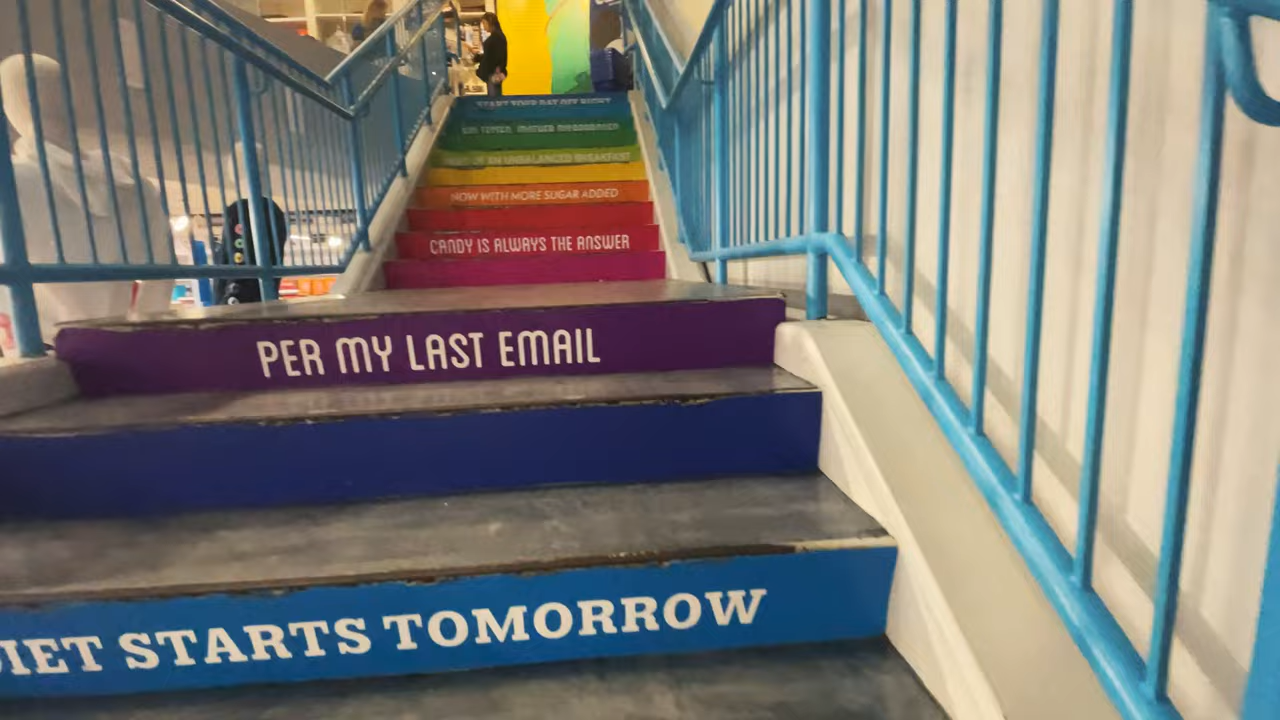 START YOUR DAY OFF RIGHT
PART OF AN UNBALANCED BREAKFAST
NOW WITH MORE SUGAR ADDED
CANDY IS ALWAYS THE ANSWER
PER MY LAST EMAIL
DIET STARTS TOMORROW